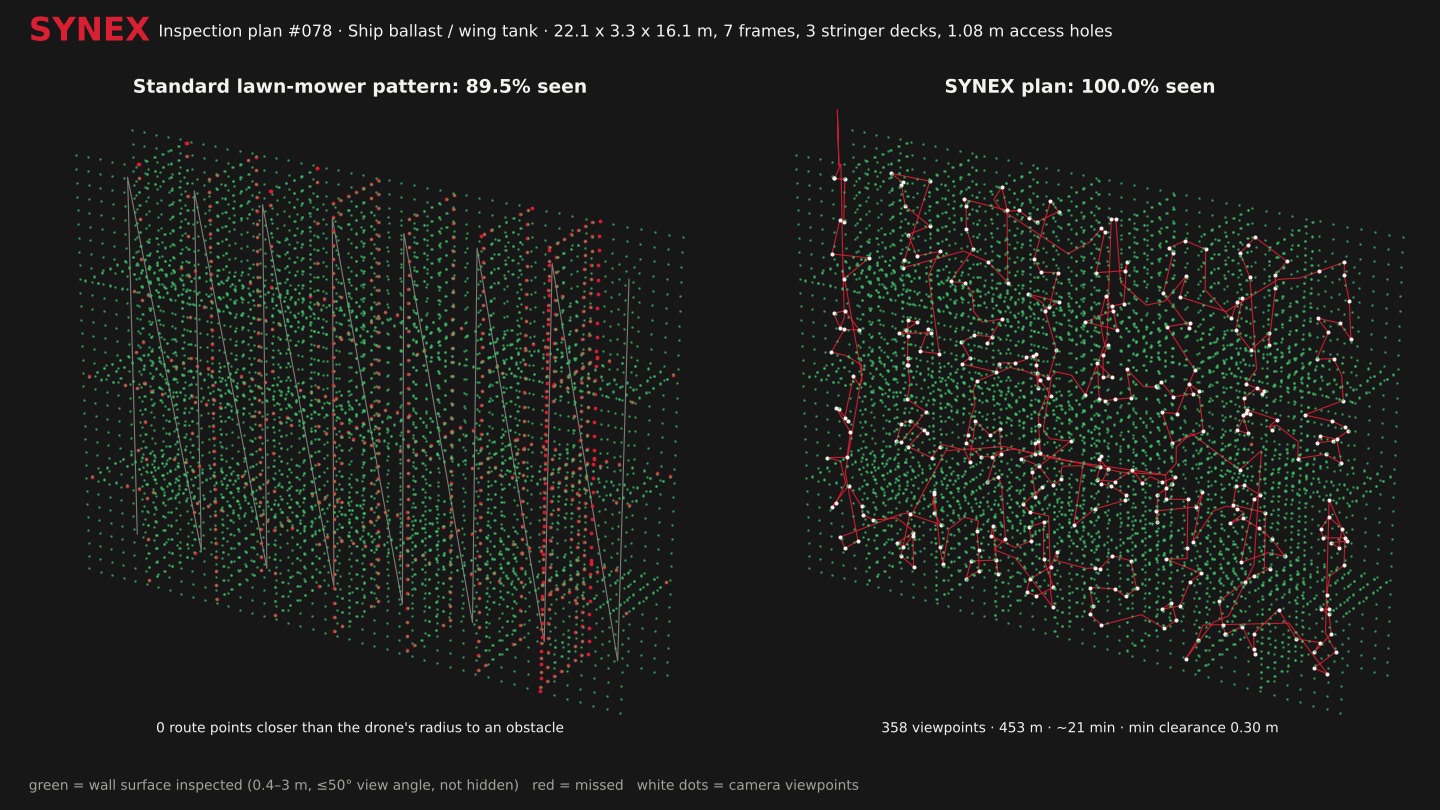 SYNEX Inspection plan #078 · Ship ballast / wing tank · 22.1 x 3.3 x 16.1 m, 7 frames, 3 stringer decks, 1.08 m access holes
Standard lawn-mower pattern: 89.5% seen
SYNEX plan: 100.0% seen
0 route points closer than the drone's radius to an obstacle
358 viewpoints · 453 m · ~21 min · min clearance 0.30 m
green = wall surface inspected (0.4–3 m, ≤50° view angle, not hidden)   red = missed   white dots = camera viewpoints